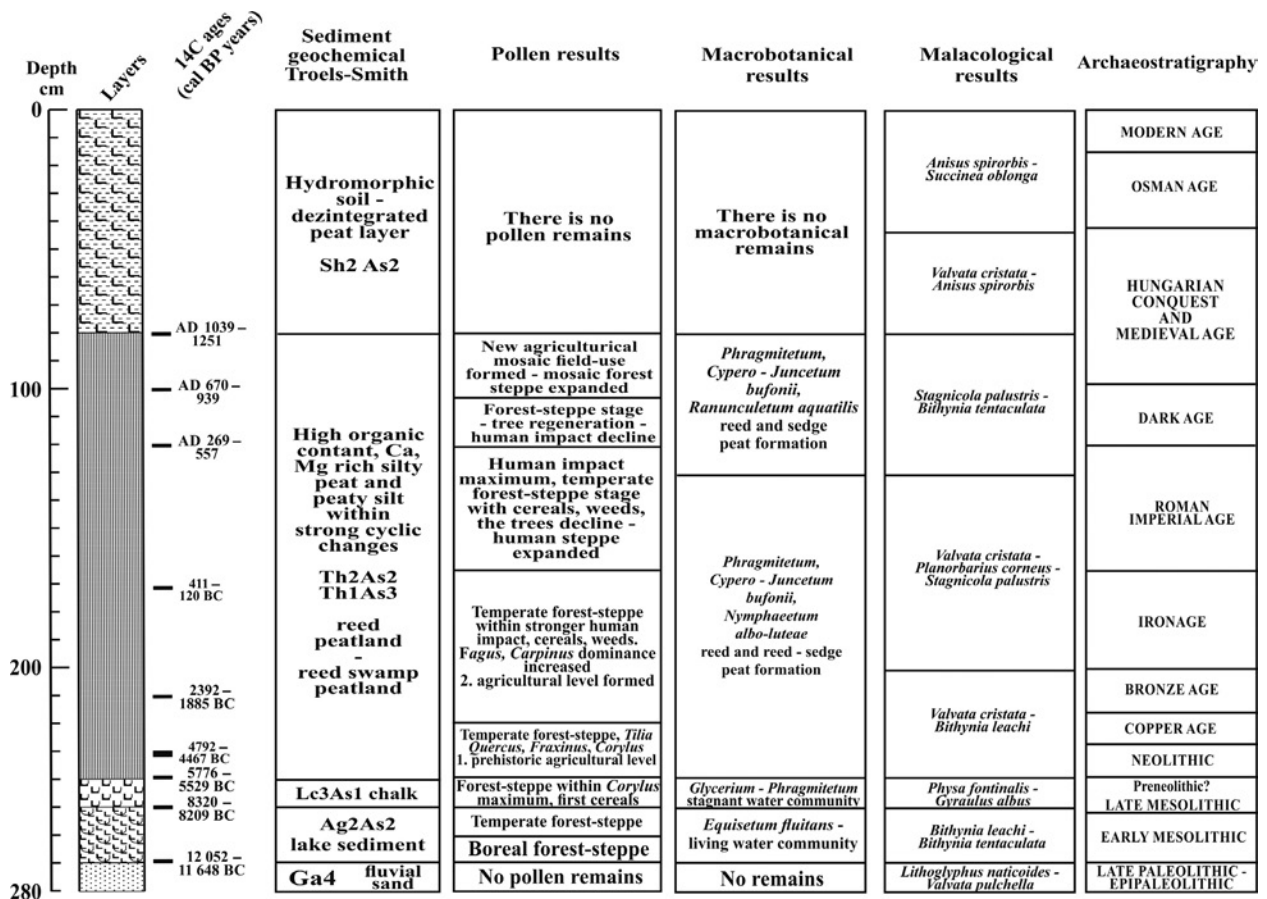 Depth
cm
Layers
14C ages
(cal BP years)
Sediment
geochemical
Troels-Smith
Pollen results
Macrobotanical
results
Malacological
results
Archaeostratigraphy
0
100
200
280
AD 1039 –
1251
AD 670 –
939
AD 269 –
557
411 –
120 BC
2392 –
1885 BC
4792 –
4467 BC
5776 –
5529 BC
8320 –
8209 BC
12 052 –
11 648 BC
Hydromorphic
soil -
dezintegrated
peat layer
Sh2 As2
High organic
contant, Ca,
Mg rich silty
peat and
peaty silt
within
strong cyclic
changes
Th2As2
Th1As3
reed
peatland
–
reed swamp
peatland
Lc3As1 chalk
Ag2As2
lake sediment
Ga4 fluvial
sand
There is no
pollen remains
New agriculturical
mosaic field-use
formed - mosaic forest
steppe expanded
Forest-steppe stage
- tree regeneration -
human impact decline
Human impact
maximum, temperate
forest-steppe stage
with cereals, weeds,
the trees decline -
human steppe
expanded
Temperate forest-steppe
within stronger human
impact, cereals, weeds.
Fagus, Carpinus dominance
increased
2. agricultural level formed
Temperate forest-steppe, Tilia
Quercus, Fraxinus, Corylus
1. prehistoric agricultural level
Forest-steppe within Corylus
maximum, first cereals
Temperate forest-steppe
Boreal forest-steppe
No pollen remains
There is no
macrobotanical
remains
Phragmitetum,
Cypero - Juncetum
bufonii,
Ranunculetum aquatilis
reed and sedge
peat formation
Phragmitetum,
Cypero - Juncetum
bufonii,
Nymphaeetum
albo-luteae
reed and reed - sedge
peat formation
Glycerium - Phragmitetum
stagnant water community
Equisetum fluitans -
living water community
No remains
Anisus spirorbis -
Succinea oblonga
Valvata cristata -
Anisus spirorbis
Stagnicola palustris -
Bithynia tentaculata
Valvata cristata -
Planorbarius corneus -
Stagnicola palustris
Valvata cristata -
Bithynia leachi
Physa fontinalis -
Gyraulus albus
Bithynia leachi -
Bithynia tentaculata
Lithoglyphus naticoides -
Valvata pulchella
MODERN AGE
OSMAN AGE
HUNGARIAN
CONQUEST
AND
MEDIEVAL AGE
DARK AGE
ROMAN
IMPERIAL AGE
IRONAGE
BRONZE AGE
COPPER AGE
NEOLITHIC
Preneolithic?
LATE MESOLITHIC
EARLY MESOLITHIC
LATE PALEOLITHIC -
EPIPALEOLITHIC